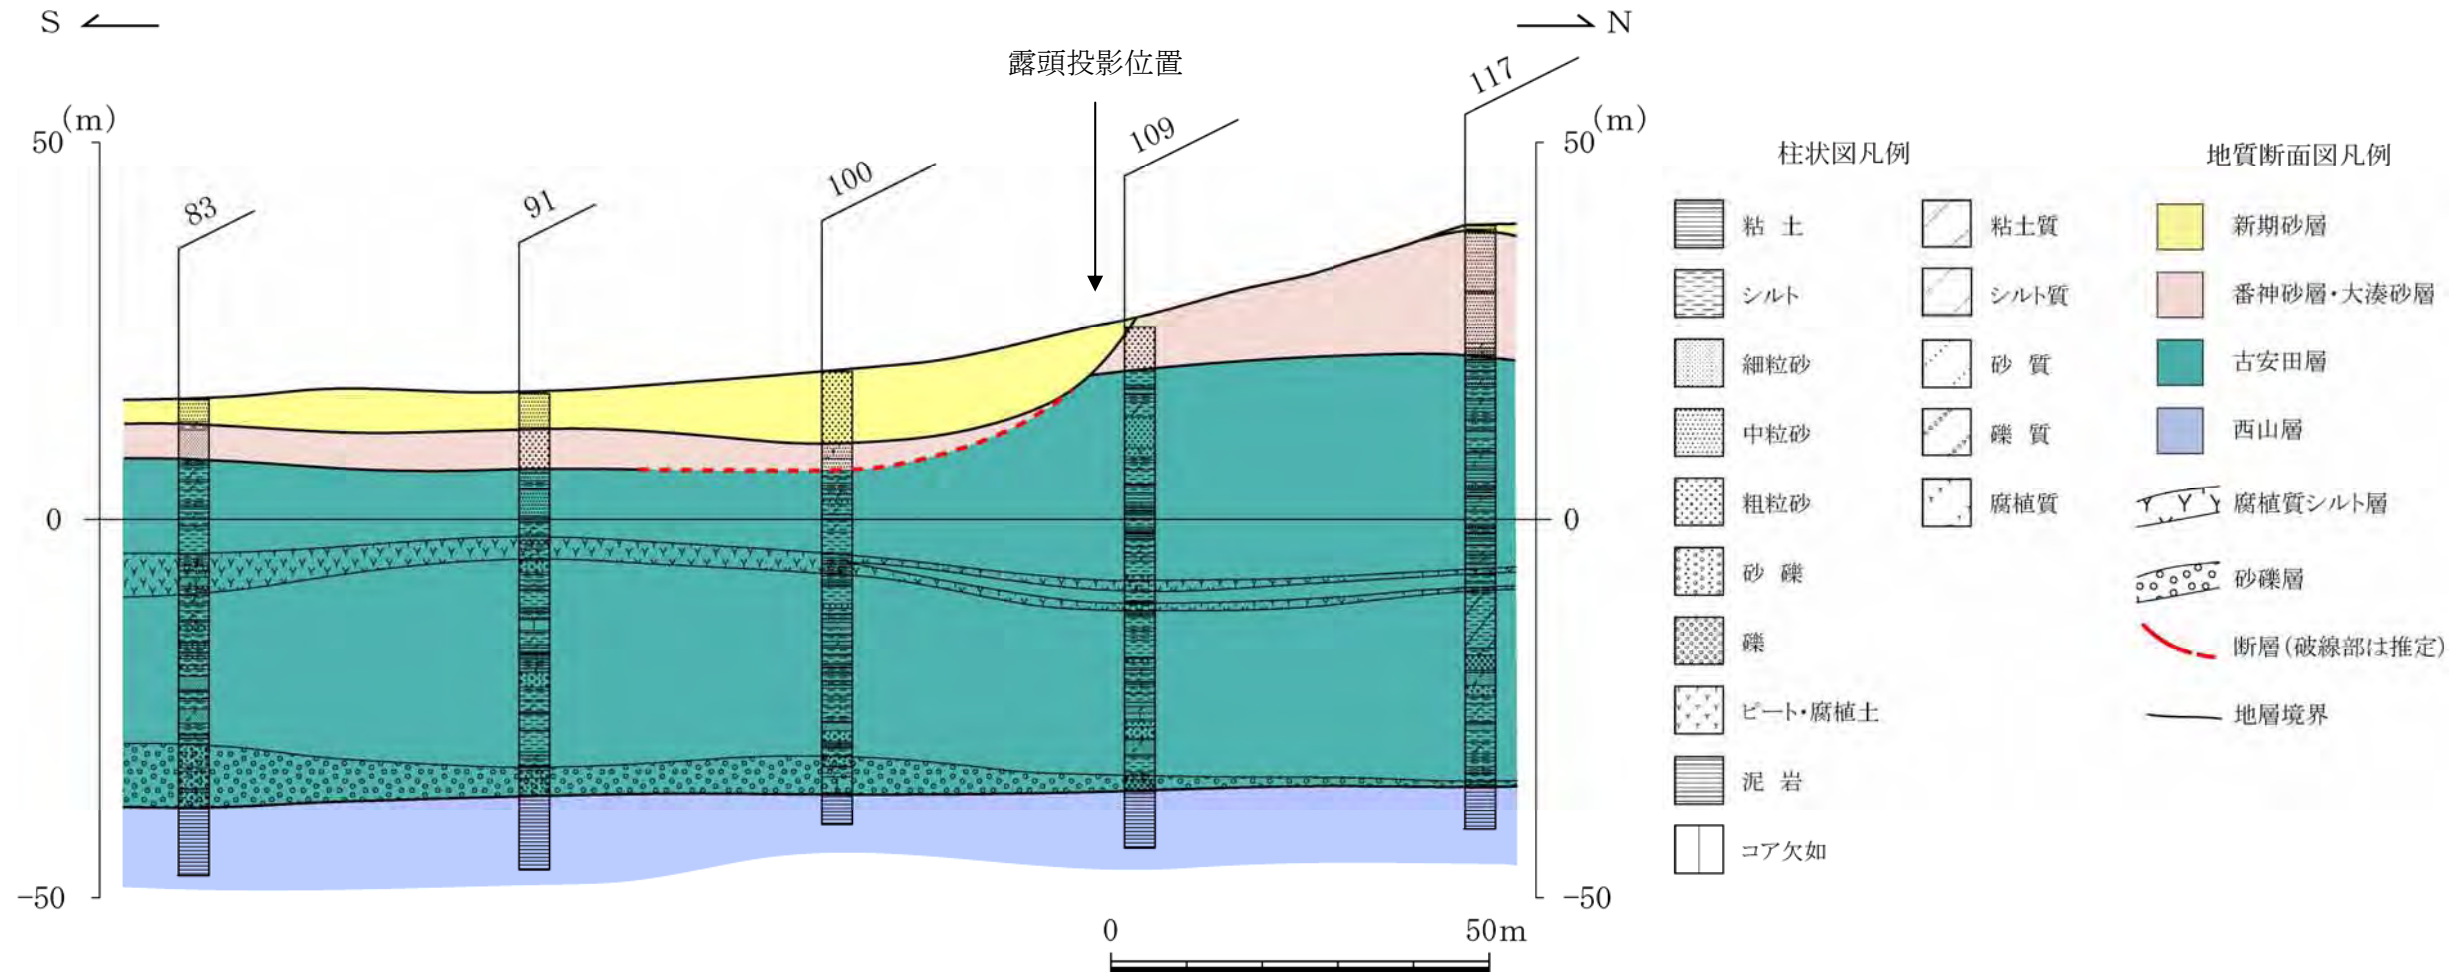 S
N
露頭投影位置
117
(m)
50
109
100
91
83
(m)
50
0
0
-50
-50
0
50m
柱状図凡例
粘 土
シルト
細粒砂
中粒砂
粗粒砂
砂 礫
礫
ピート・腐植土
泥 岩
コア欠如
粘土質
シルト質
砂 質
礫 質
腐植質
地質断面図凡例
新期砂層
番神砂層・大湊砂層
古安田層
西山層
腐植質シルト層
砂礫層
断層(破線部は推定)
地層境界